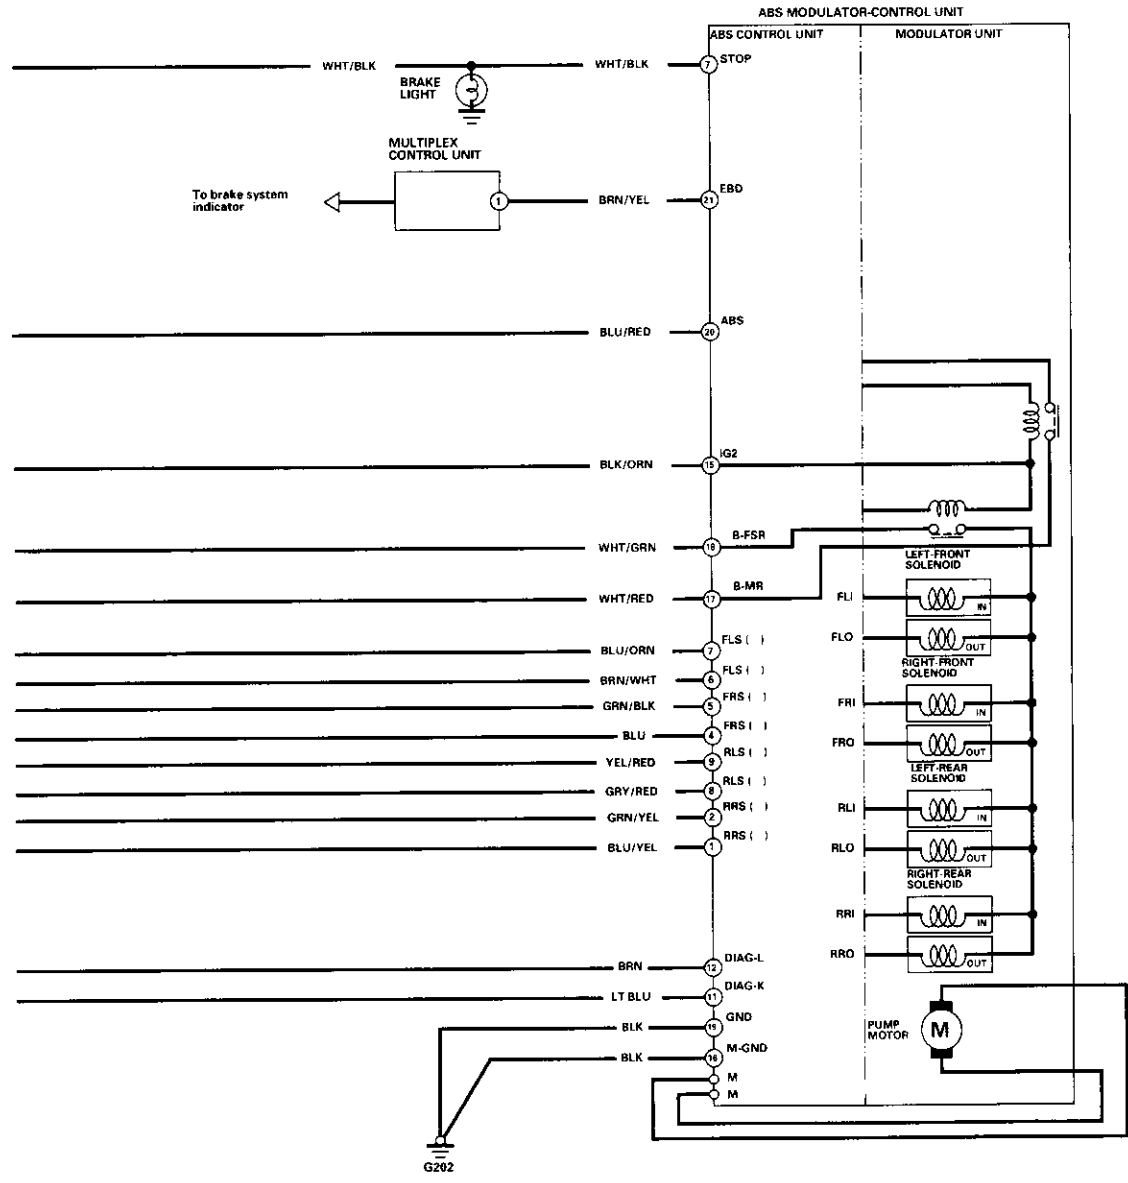 ABS MODULATOR-CONTROL UNIT
ABS CONTROL UNIT
MODULATOR UNIT
WHT/BLK
WHT/BLK
7
STOP
BRAKE
LIGHT
MULTIPLEX
CONTROL UNIT
To brake system
indicator
1
BRN/YEL
21
EBD
BLU/RED
20
ABS
BLK/ORN
15
IG2
WHT/GRN
18
B-FSR
LEFT-FRONT
SOLENOID
WHT/RED
17
B-MR
FLI
IN
BLU/ORN
7
FLS ( )
FLO
OUT
RIGHT-FRONT
SOLENOID
BRN/WHT
6
FLS ( )
GRN/BLK
5
FRS ( )
FRI
IN
BLU
4
FRS ( )
FRO
OUT
LEFT-REAR
SOLENOID
YEL/RED
9
RLS ( )
GRY/RED
8
RLS ( )
RLI
IN
GRN/YEL
2
RRS ( )
BLU/YEL
1
RRS ( )
RLO
OUT
RIGHT-REAR
SOLENOID
RRI
IN
RRO
OUT
BRN
12
DIAG-L
LT BLU
11
DIAG-K
BLK
19
GND
PUMP
MOTOR
M
BLK
16
M-GND
M
M
G202